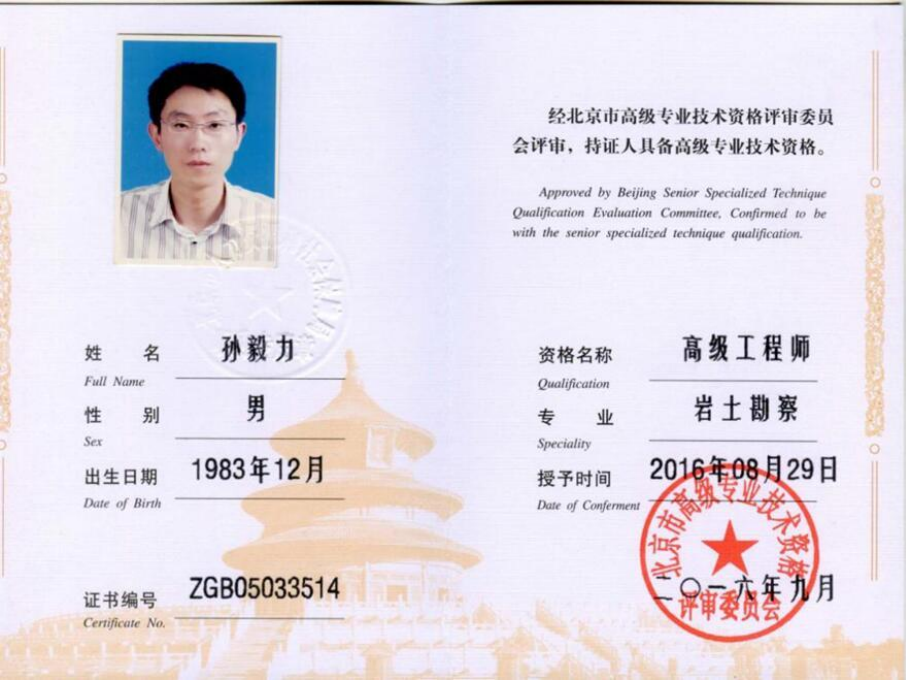 经北京市高级专业技术资格评审委员
会评审，持证人具备高级专业技术资格。
Approved by Beijing Senior Specialized Technique
Qualification Evaluation Committee, Confirmed to be
with the senior specialized technique qualification.
姓 名 孙毅力
Full Name
性 别 男
Sex
出生日期 1983年12月
Date of Birth
证书编号 ZGB05033514
Certificate No.
资格名称 高级工程师
Qualification
专 业 岩土勘察
Speciality
授予时间 2016年08月29日
Date of Conferment
北京市高级专业技术资格
评审委员会
二〇一六年九月